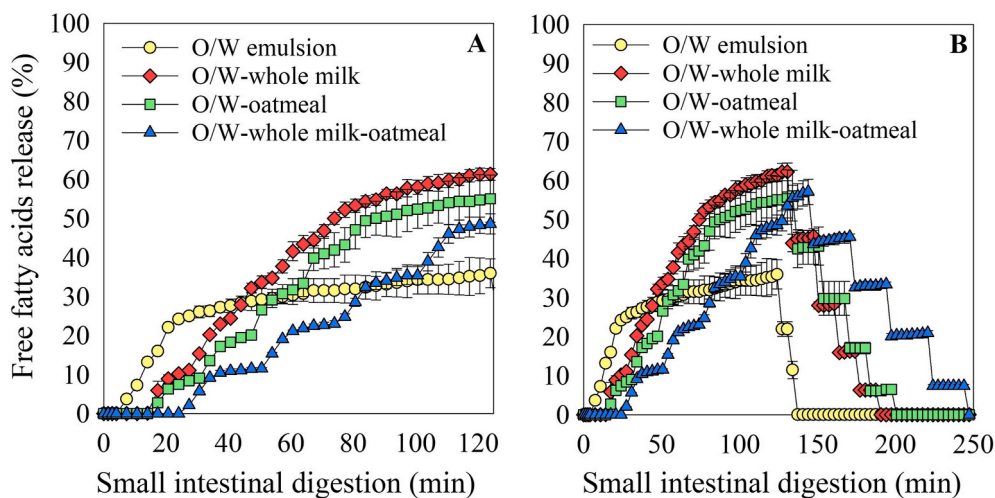 A
O/W emulsion
O/W-whole milk
O/W-oatmeal
O/W-whole milk-oatmeal
Free fatty acids release (%)
100
90
80
70
60
50
40
30
20
10
0
0 20 40 60 80 100 120
Small intestinal digestion (min)
B
O/W emulsion
O/W-whole milk
O/W-oatmeal
O/W-whole milk-oatmeal
100
90
80
70
60
50
40
30
20
10
0
0 50 100 150 200 250
Small intestinal digestion (min)